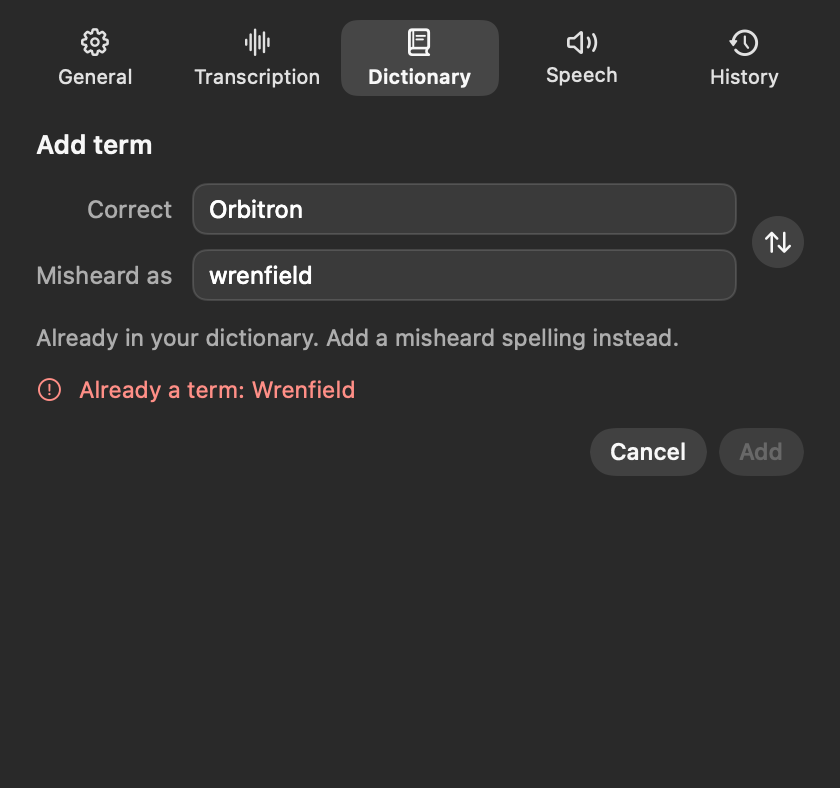 General Transcription Dictionary Speech History
Add term
Correct Orbitron
Misheard as wrenfield
Already in your dictionary. Add a misheard spelling instead.
Already a term: Wrenfield
Cancel Add